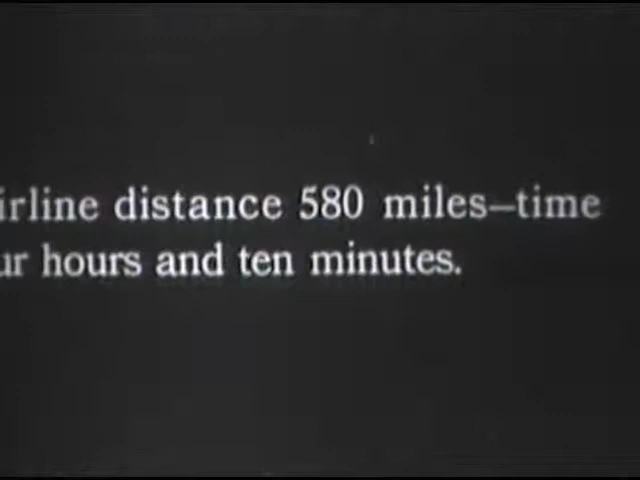 irline distance 580 miles—time
ur hours and ten minutes.